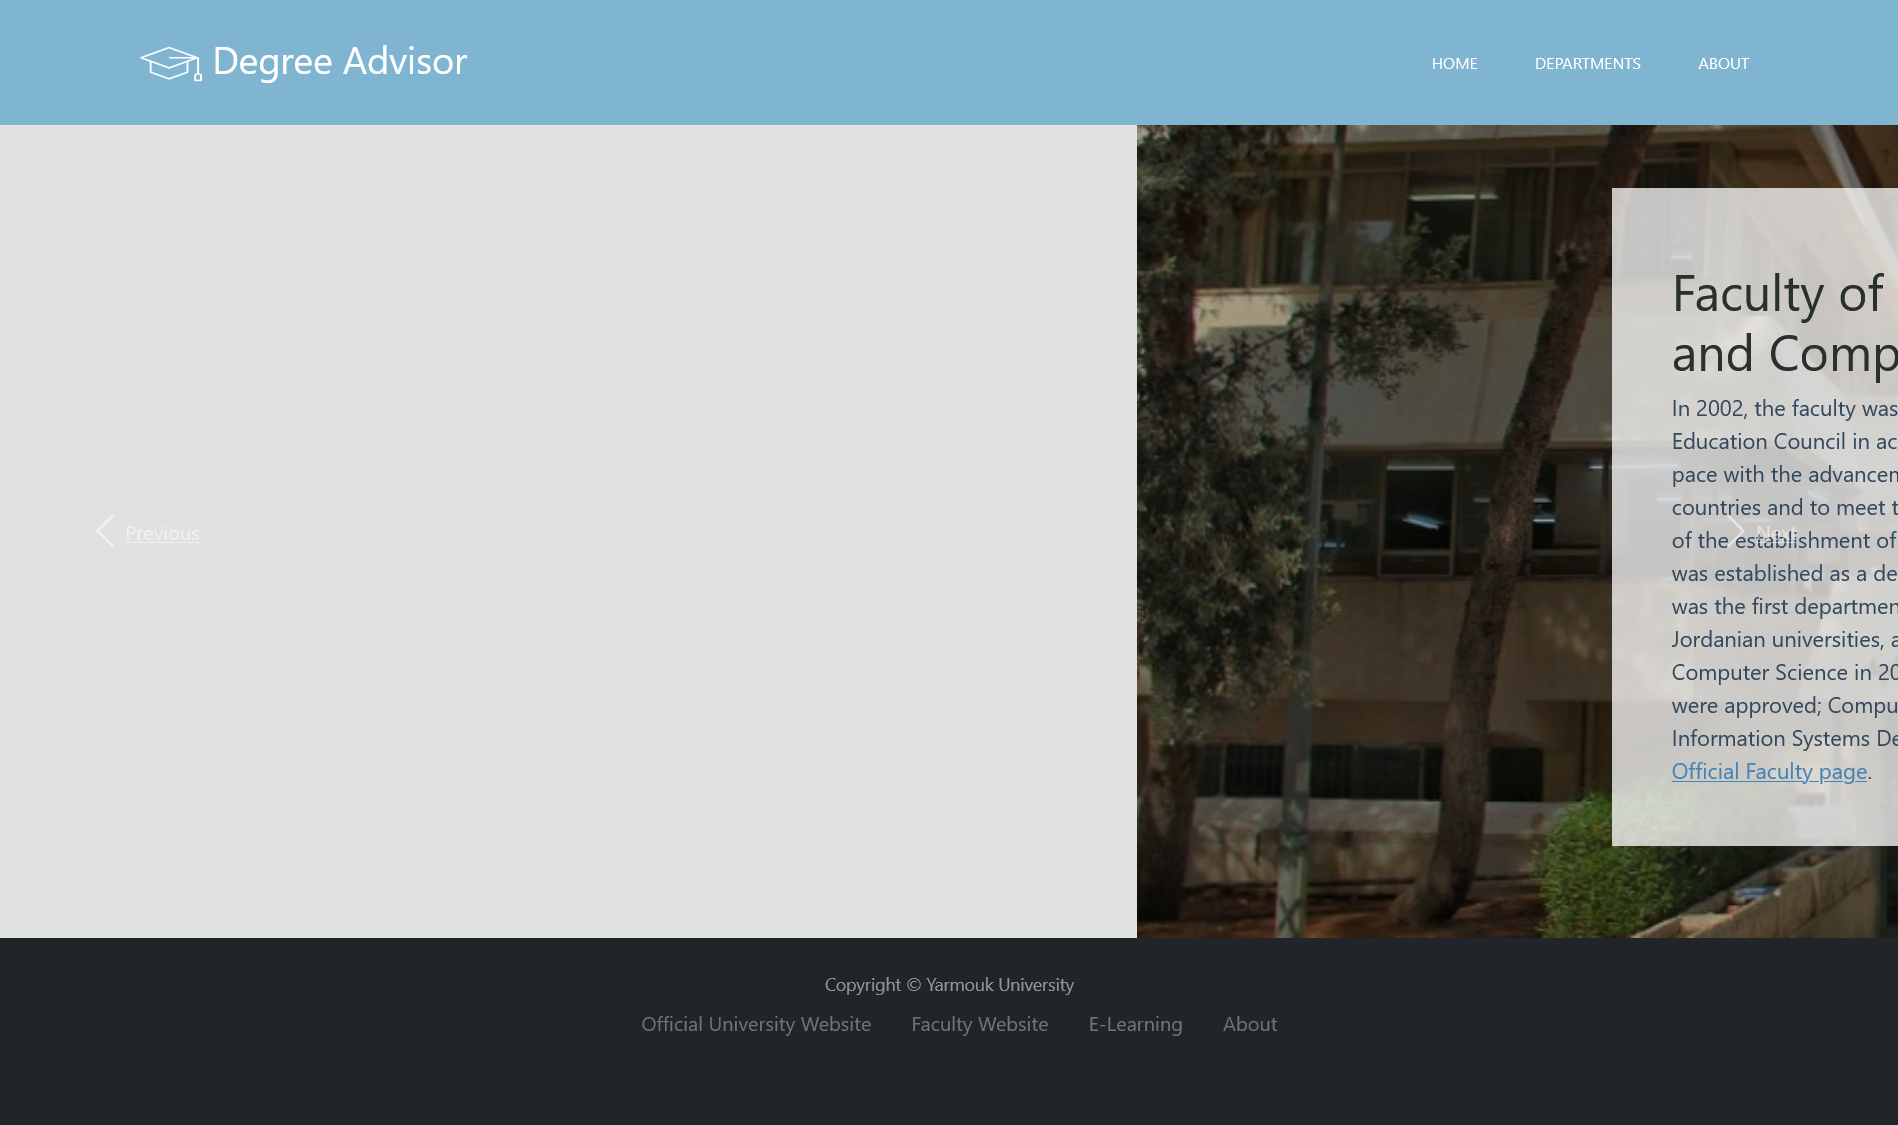 Degree Advisor
HOME
DEPARTMENTS
ABOUT
Faculty of
and Comp
In 2002, the faculty was
Education Council in ac
pace with the advancem
countries and to meet t
of the establishment of
was established as a de
was the first departmen
Jordanian universities, a
Computer Science in 20
were approved; Compu
Information Systems De
Official Faculty page.
Previous
Next
Copyright © Yarmouk University
Official University Website
Faculty Website
E-Learning
About